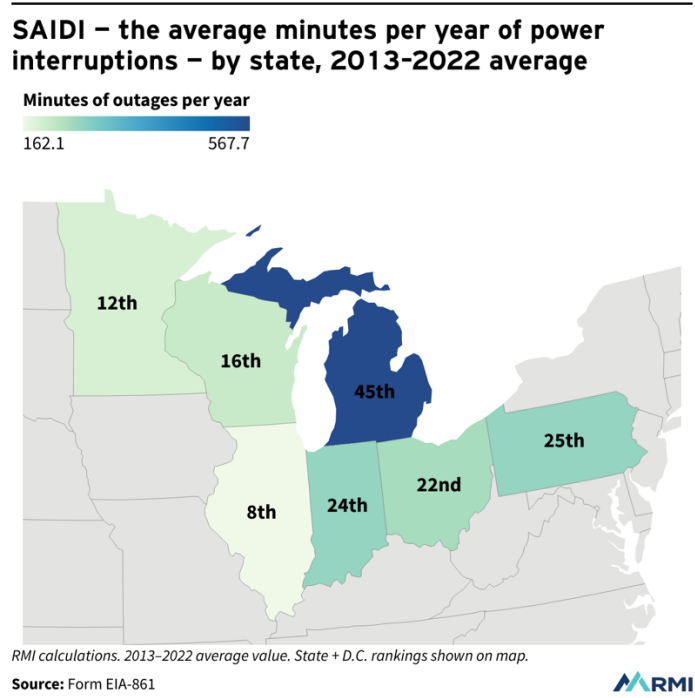 SAIDI – the average minutes per year of power
interruptions – by state, 2013-2022 average
Minutes of outages per year
162.1 567.7
12th
16th
45th
25th
22nd
24th
8th
RMI calculations. 2013–2022 average value. State + D.C. rankings shown on map.
Source: Form EIA-861
RMI